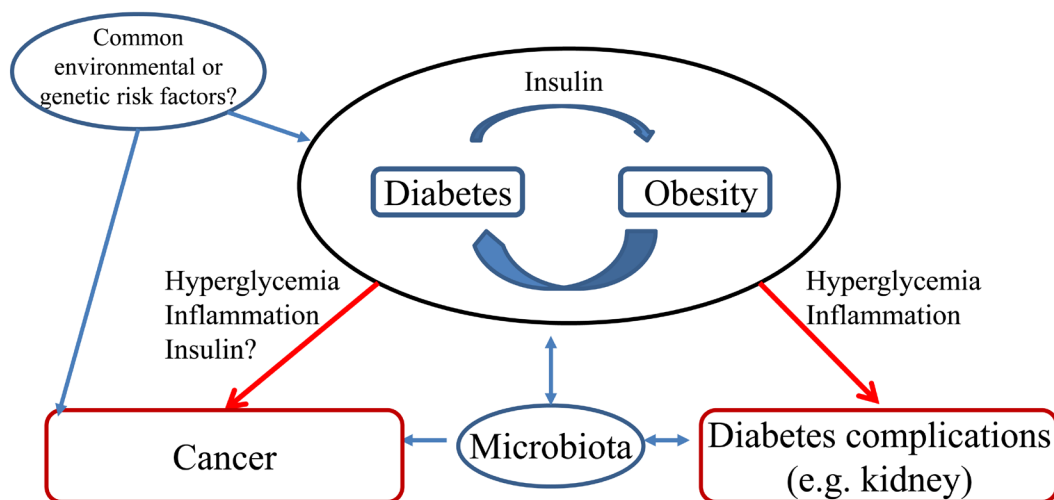 Common
environmental or
genetic risk factors?
Insulin
Diabetes
Obesity
Hyperglycemia
Inflammation
Insulin?
Hyperglycemia
Inflammation
Cancer
Microbiota
Diabetes complications
(e.g. kidney)